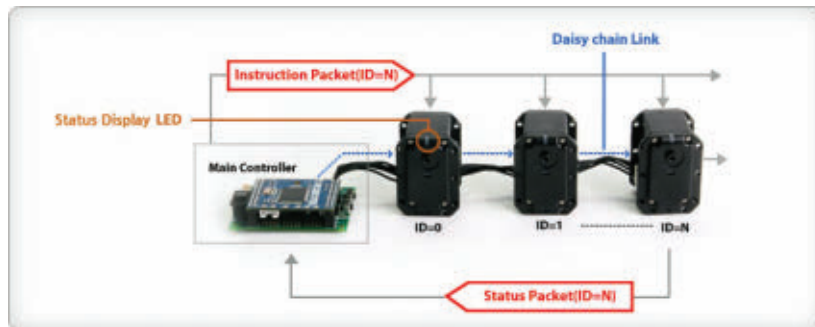 Daisy chain Link
Instruction Packet(ID=N)
Status Display LED
Main Controller
ID=0
ID=1
ID=N
Status Packet(ID=N)